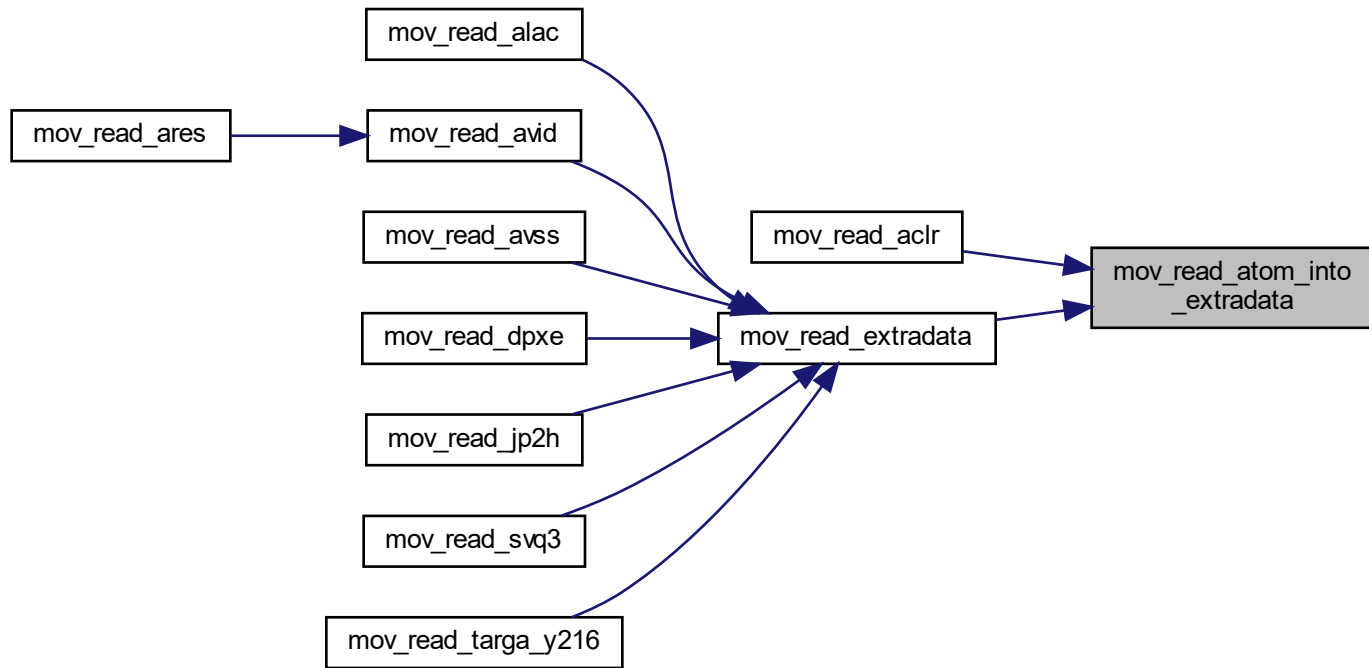 mov_read_alac
mov_read_ares
mov_read_avid
mov_read_avss
mov_read_aclr
mov_read_atom_into
_extradata
mov_read_dpxe
mov_read_extradata
mov_read_jp2h
mov_read_svq3
mov_read_targa_y216